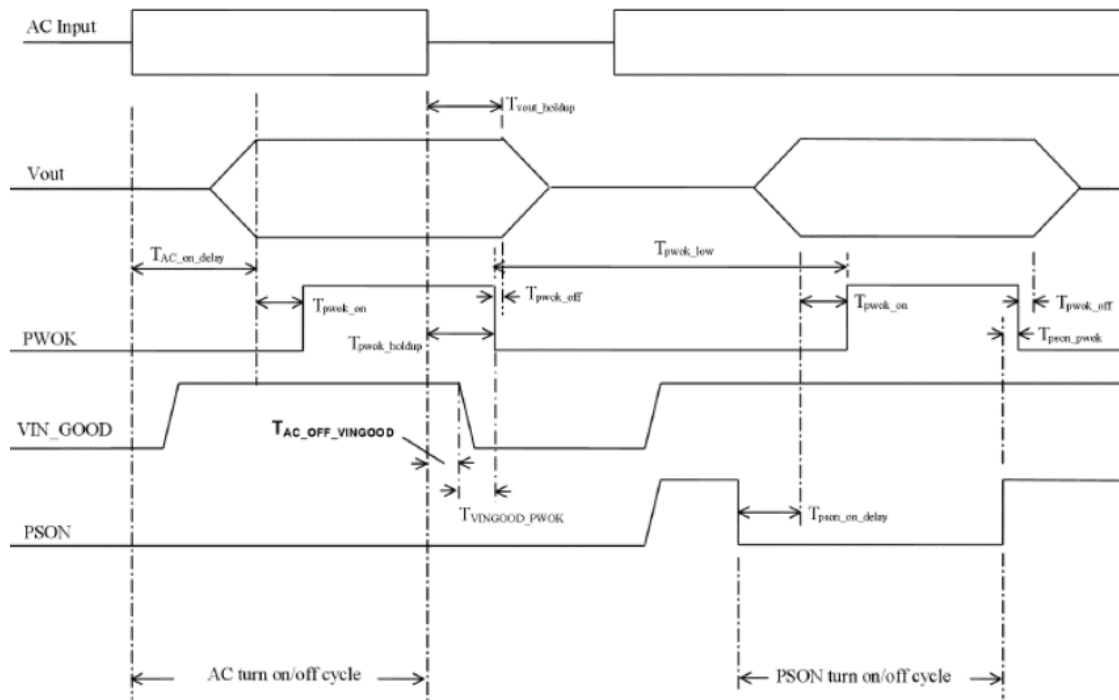 AC Input
Tvout_holdup
Vout
TAC_on_delay
Tpwok_low
Tpwok_on
Tpwok_off
Tpwok_on
Tpwok_off
PWOK
Tpwok_holdup
Tpson_pwok
VIN_GOOD
TAC_OFF_VINGOOD
TVINGOOD_PWOK
Tpson_on_delay
PSON
AC turn on/off cycle
PSON turn on/off cycle